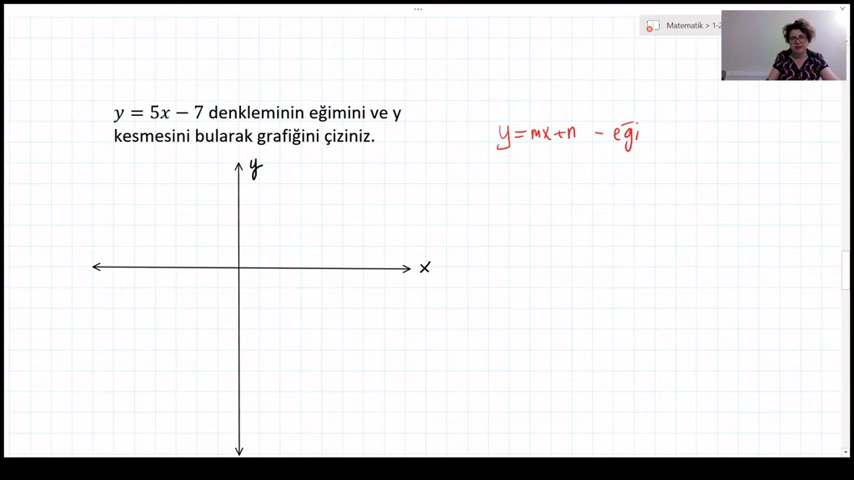 Matematik > 1-2
y = 5x − 7 denkleminin eğimini ve y
kesmesini bularak grafiğini çiziniz.
y=mx+n - eği
y
x